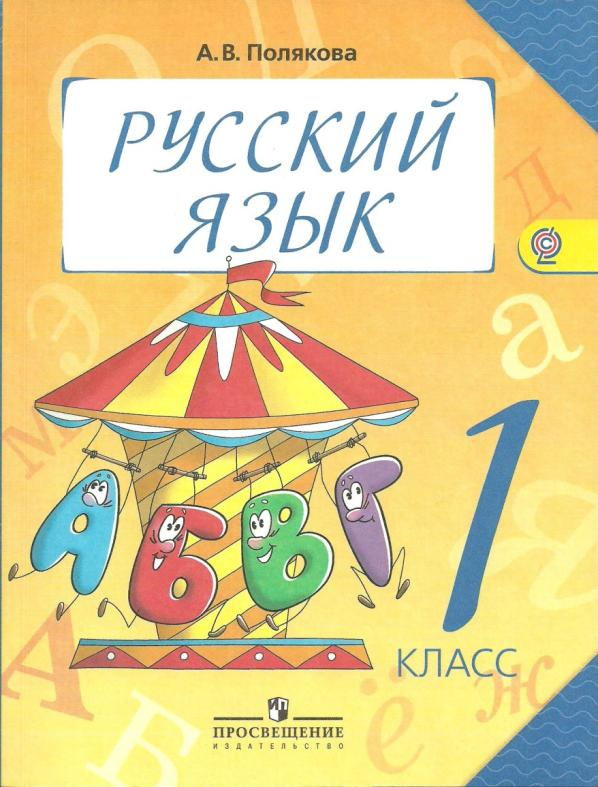 А. В. Полякова
РУССКИЙ
ЯЗЫК
АБВГ
1
КЛАСС
ПРОСВЕЩЕНИЕ
ИЗДАТЕЛЬСТВО